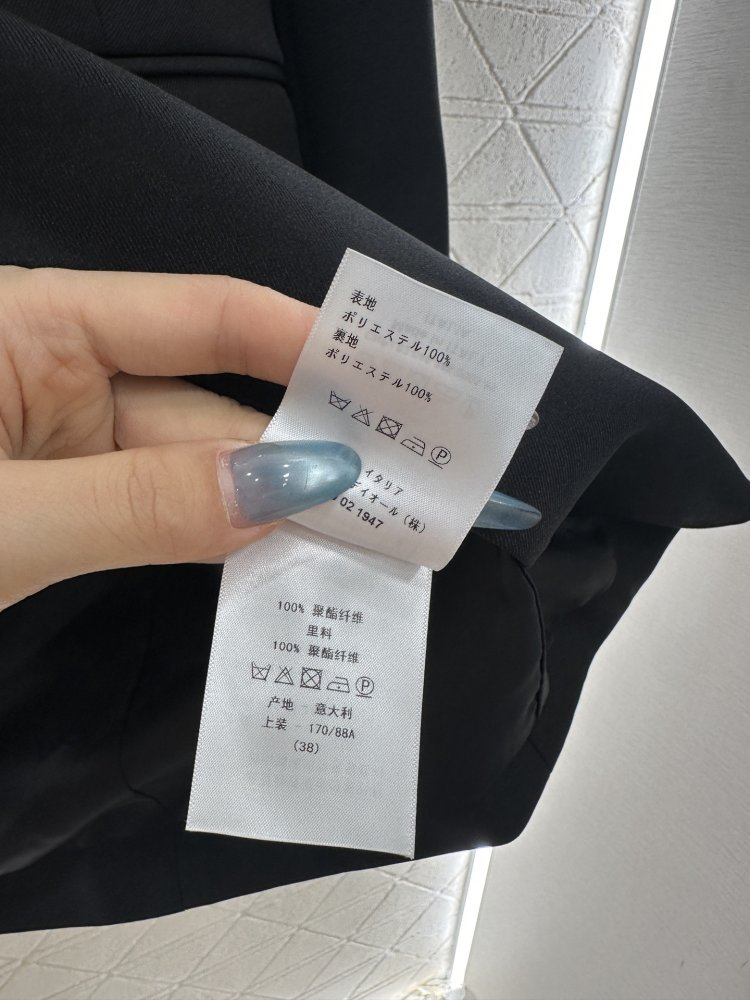 表地
ポリエステル100%
裏地
ポリエステル100%
P
イタリア
ディオール（株）
02 1947
100% 聚酯纤维
里料
100% 聚酯纤维
P
产地 - 意大利
上装 - 170/88A
(38)